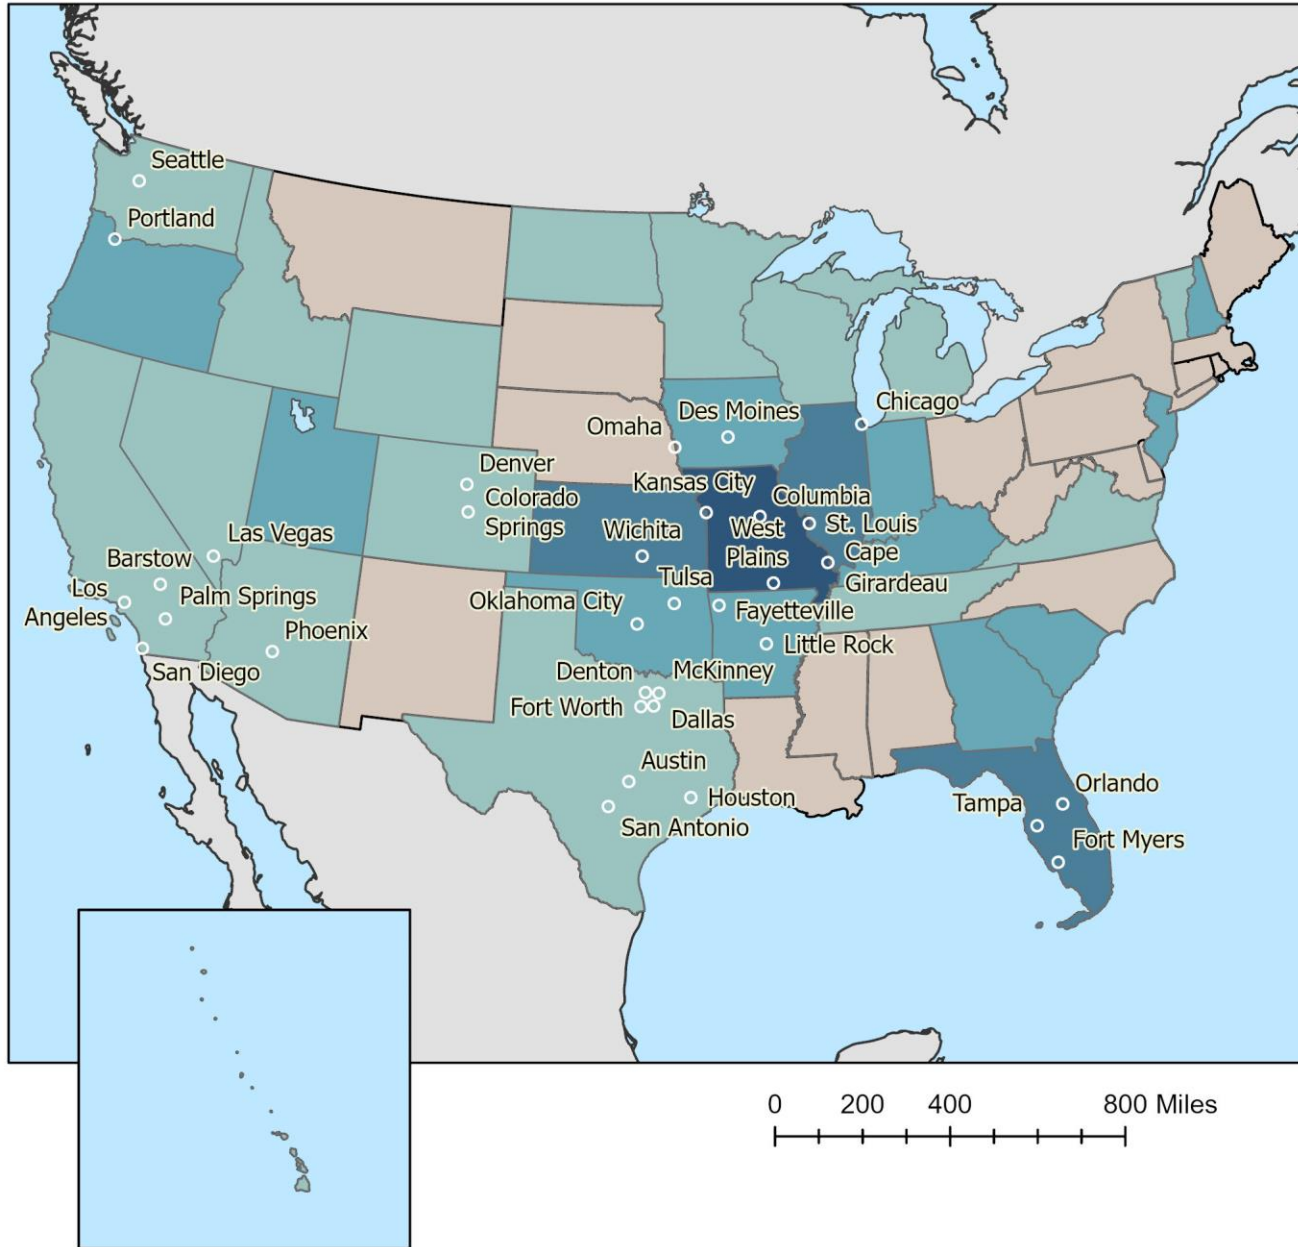 Seattle
Portland
Chicago
Des Moines
Omaha
Denver
Kansas City
Colorado
Springs
Columbia
St. Louis
Wichita
West
Plains
Las Vegas
Cape
Girardeau
Barstow
Tulsa
Los
Angeles
Palm Springs
Oklahoma City
Fayetteville
Phoenix
Little Rock
San Diego
Denton
McKinney
Fort Worth
Dallas
Austin
Houston
San Antonio
Orlando
Tampa
Fort Myers
0 200 400 800 Miles